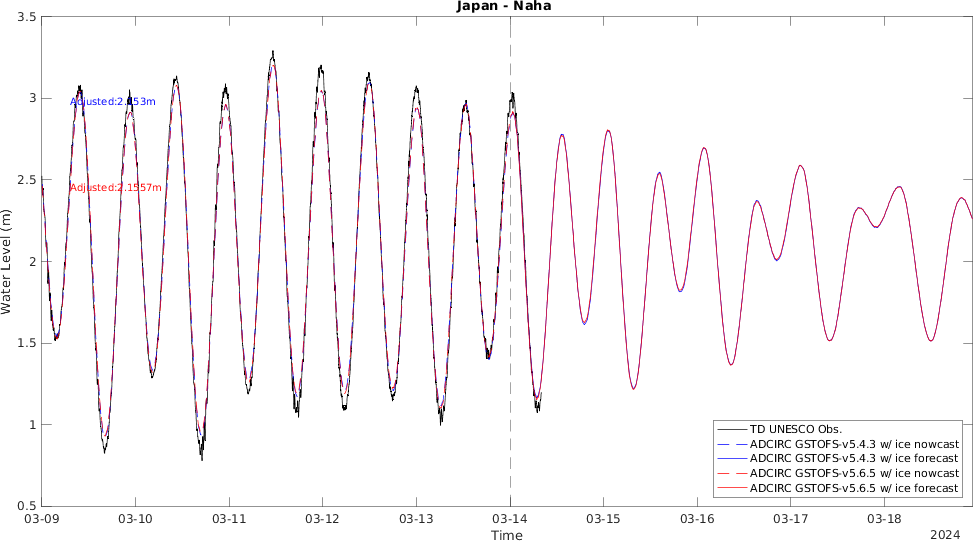 Japan - Naha
3.5
3
2.5
2
1.5
1
0.5
Water Level (m)
Adjusted:2.1557m
03-09
03-10
03-11
03-12
03-13
03-14
03-15
03-16
03-17
03-18
Time
2024
TD UNESCO Obs.
ADCIRC GSTOFS-v5.4.3 w/ ice nowcast
ADCIRC GSTOFS-v5.4.3 w/ ice forecast
ADCIRC GSTOFS-v5.6.5 w/ ice nowcast
ADCIRC GSTOFS-v5.6.5 w/ ice forecast